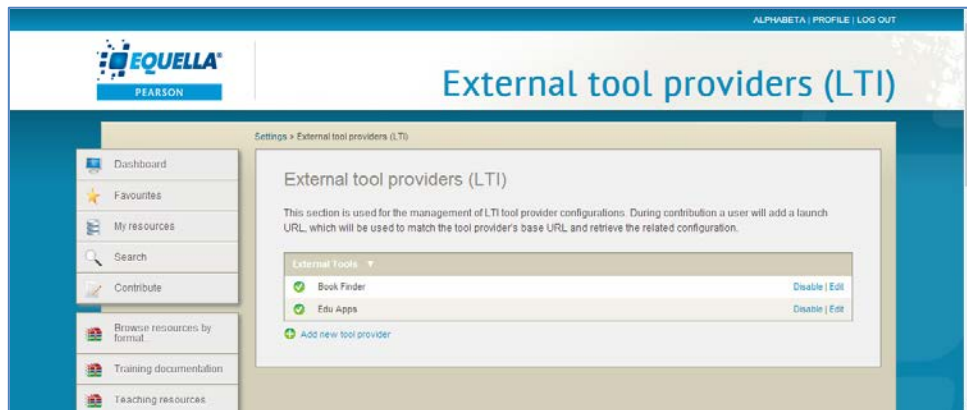 ALPHABETA | PROFILE | LOG OUT
EQUELLA®
PEARSON
External tool providers (LTI)
Settings » External tool providers (LTI)
Dashboard
Favourites
My resources
Search
Contribute
Browse resources by
format...
Training documentation
Teaching resources
External tool providers (LTI)
This section is used for the management of LTI tool provider configurations. During contribution a user will add a launch
URL, which will be used to match the tool provider's base URL and retrieve the related configuration.
External Tools
Book Finder Disable | Edit
Edu Apps Disable | Edit
Add new tool provider